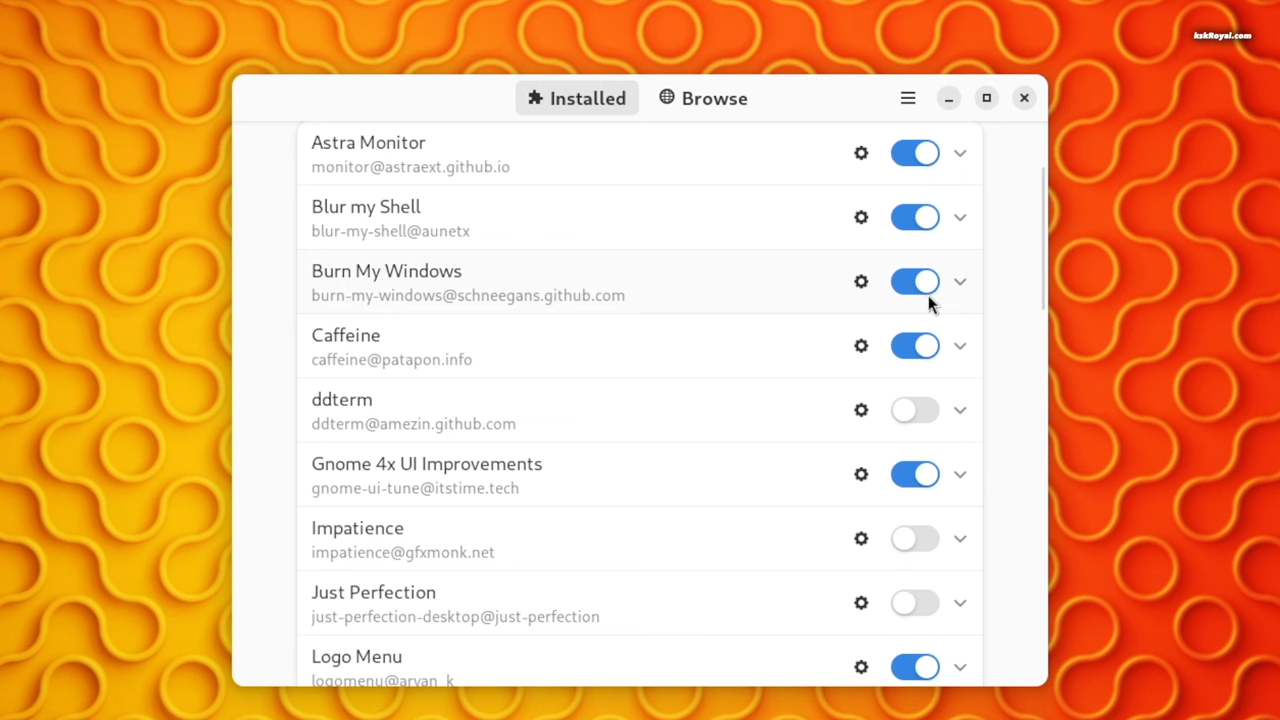 kskRoyal.com
Installed
Browse
Astra Monitor
monitor@astraext.github.io
Blur my Shell
blur-my-shell@aunetx
Burn My Windows
burn-my-windows@schneegans.github.com
Caffeine
caffeine@patapon.info
ddterm
ddterm@amezin.github.com
Gnome 4x UI Improvements
gnome-ui-tune@itstime.tech
Impatience
impatience@gfxmonk.net
Just Perfection
just-perfection-desktop@just-perfection
Logo Menu
logomenu@aryan_k